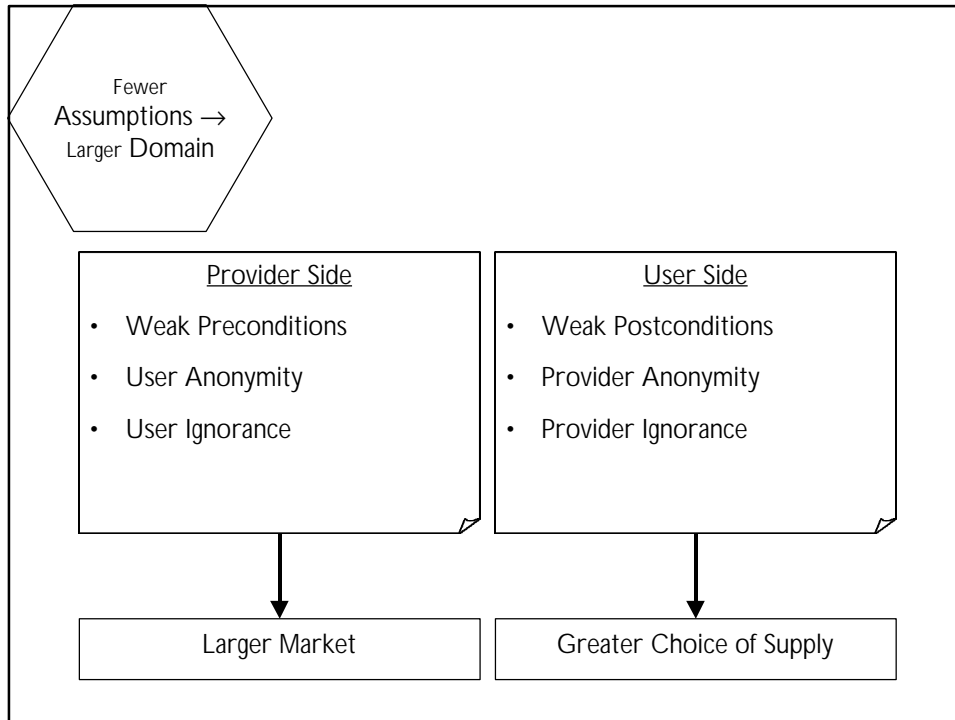 Fewer
Assumptions →
Larger Domain
Provider Side
• Weak Preconditions
• User Anonymity
• User Ignorance
User Side
• Weak Postconditions
• Provider Anonymity
• Provider Ignorance
Larger Market
Greater Choice of Supply